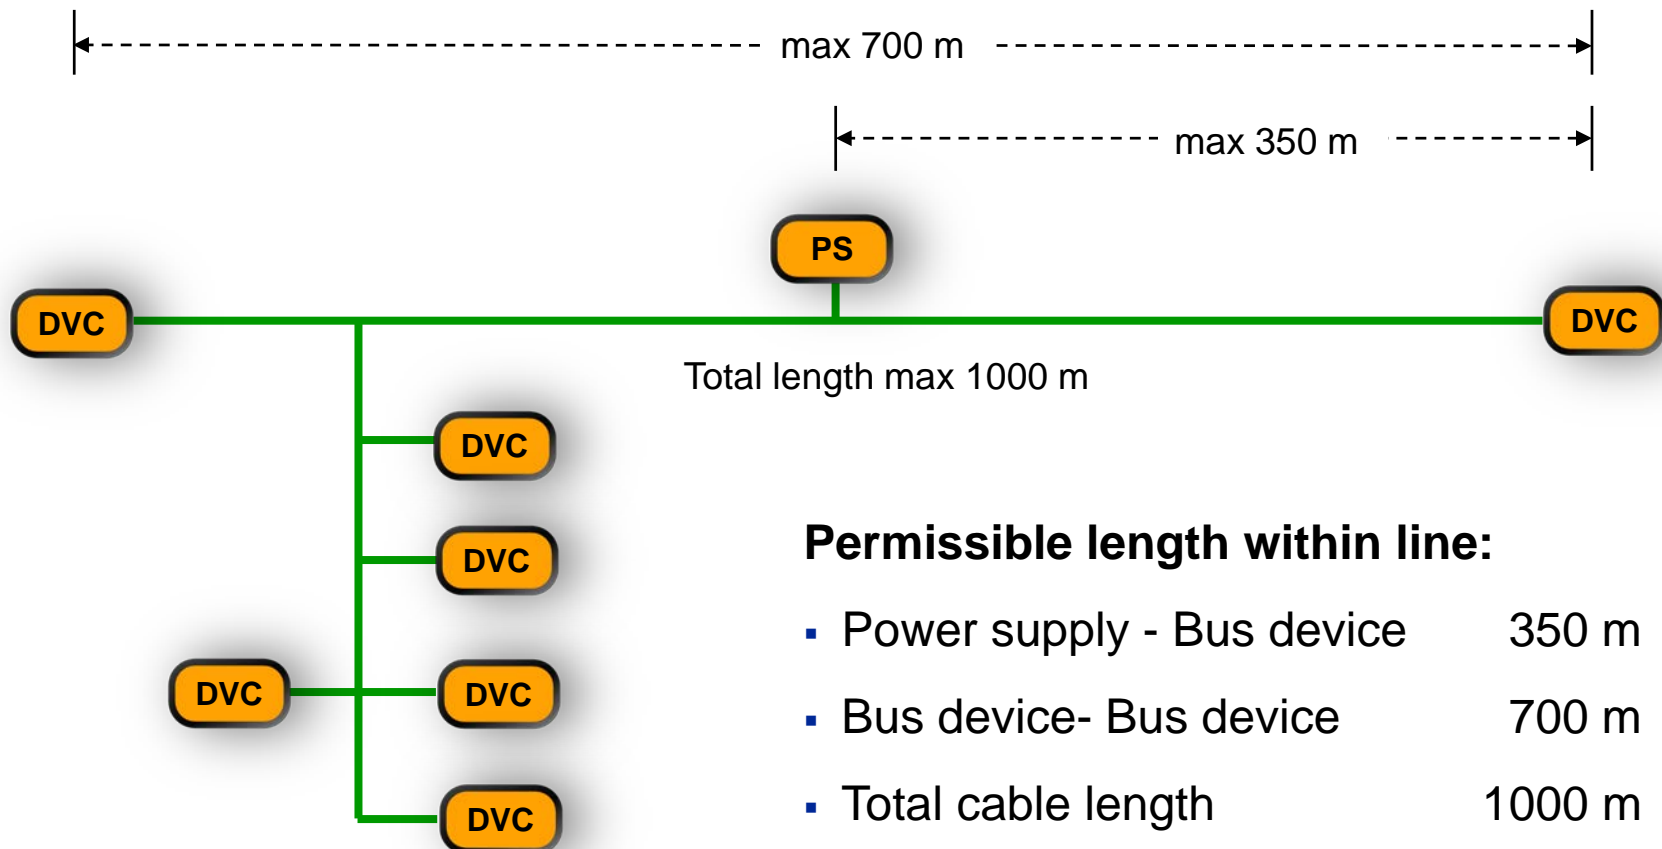 max 700 m
max 350 m
PS
DVC
DVC
Total length max 1000 m
DVC
DVC
DVC
DVC
DVC
Permissible length within line:
▪ Power supply - Bus device 350 m
▪ Bus device- Bus device 700 m
▪ Total cable length 1000 m